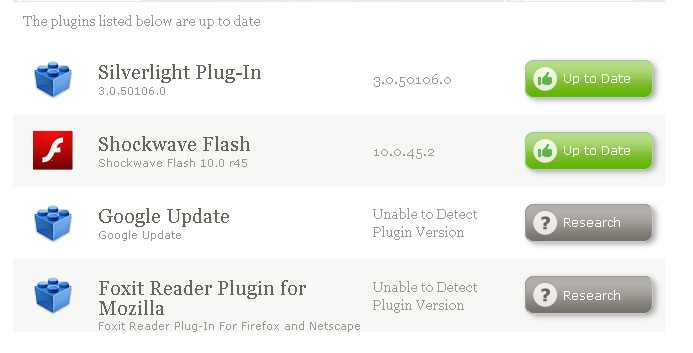 The plugins listed below are up to date
Silverlight Plug-In
3.0.50106.0
3.0.50106.0
Up to Date
Shockwave Flash
Shockwave Flash 10.0 r45
10.0.45.2
Up to Date
Google Update
Google Update
Unable to Detect
Plugin Version
? Research
Foxit Reader Plugin for
Mozilla
Foxit Reader Plug-In For Firefox and Netscape
Unable to Detect
Plugin Version
? Research